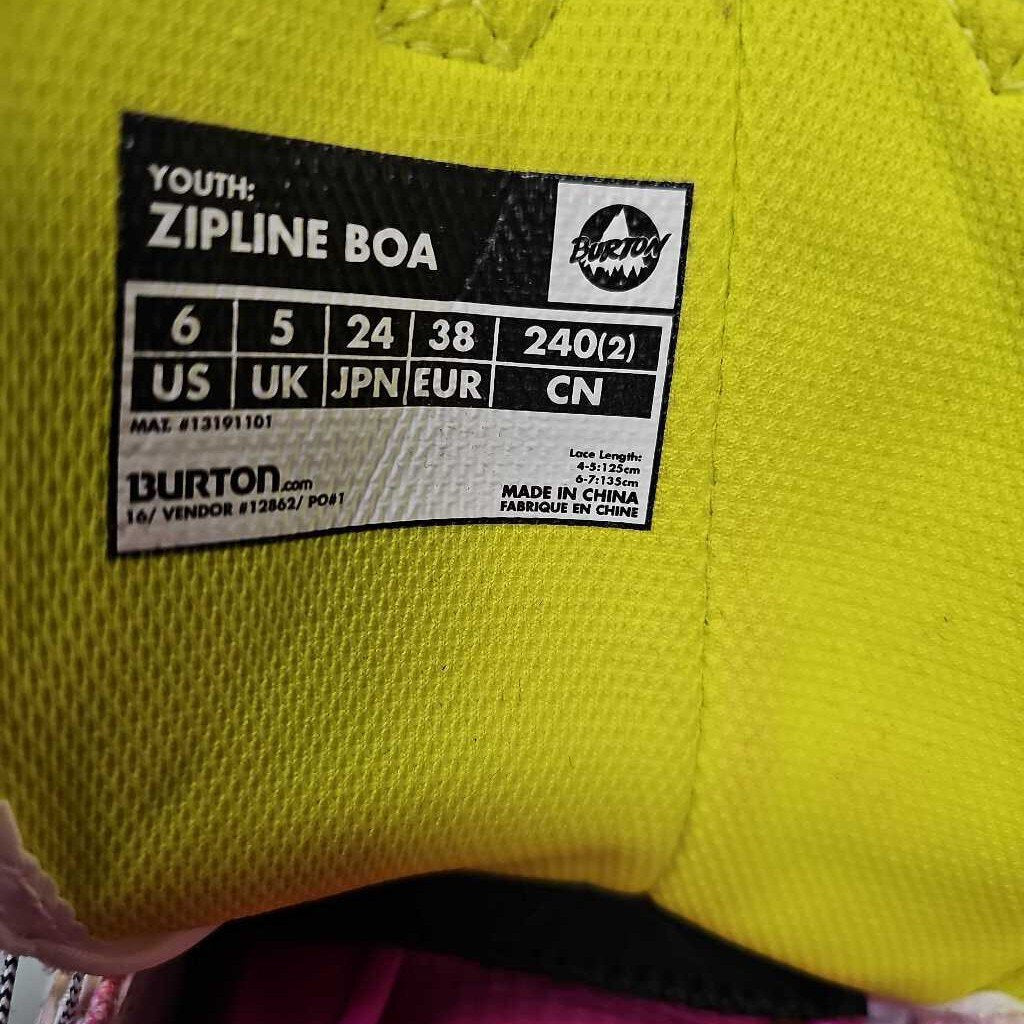 YOUTH:
ZIPLINE BOA
BURTON
6 5 24 38 240(2)
US UK JPN EUR CN
MAT. #13191101
BURTON.com
16/ VENDOR #12862/ PO#1
Lace Length:
4-5:125cm
6-7:135cm
MADE IN CHINA
FABRIQUE EN CHINE